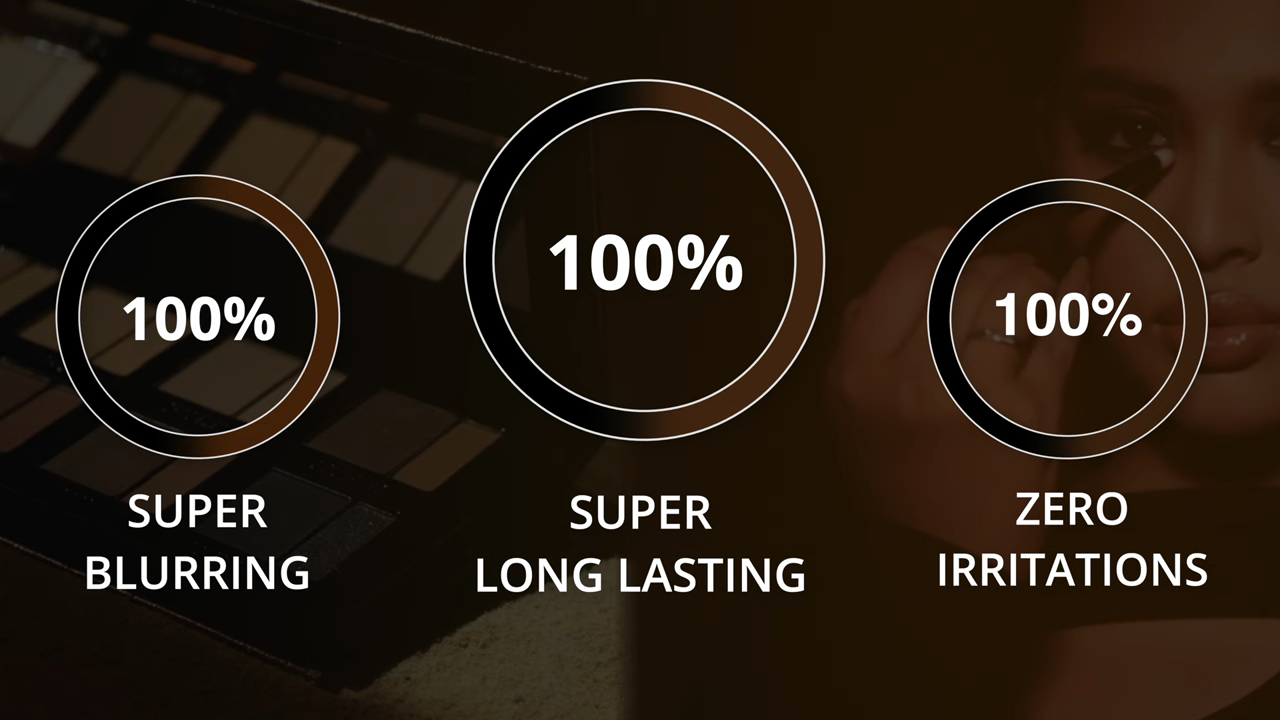 100%
SUPER
BLURRING
100%
SUPER
LONG LASTING
100%
ZERO
IRRITATIONS